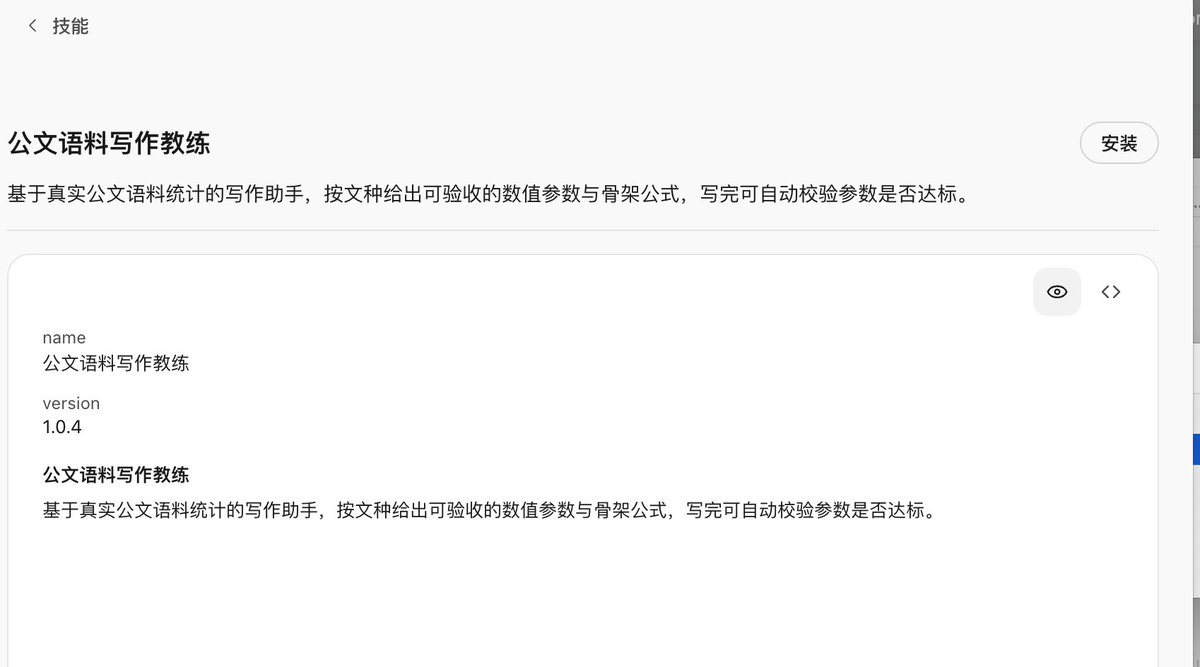 技能
公文语料写作教练
安装
基于真实公文语料统计的写作助手，按文种给出可验收的数值参数与骨架公式，写完可自动校验参数是否达标。
name
公文语料写作教练
version
1.0.4
公文语料写作教练
基于真实公文语料统计的写作助手，按文种给出可验收的数值参数与骨架公式，写完可自动校验参数是否达标。